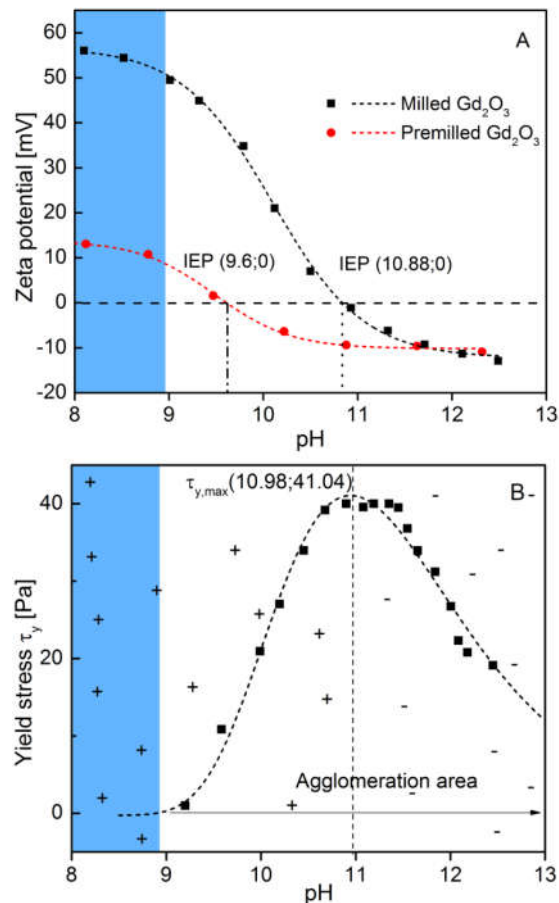 A
60
50
40
30
20
10
0
-10
-20
Zeta potential [mV]
Milled Gd₂O₃
Premilled Gd₂O₃
IEP (9.6;0)
IEP (10.88;0)
8 9 10 11 12 13
pH
B
τy,max(10.98;41.04)
40
20
0
Yield stress τy [Pa]
Agglomeration area
8 9 10 11 12 13
pH